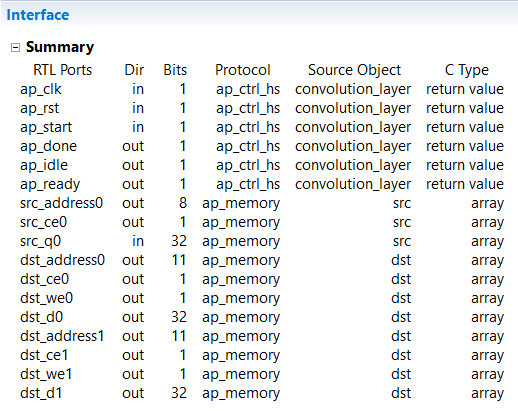 Interface
Summary
RTL Ports Dir Bits Protocol Source Object C Type
ap_clk in 1 ap_ctrl_hs convolution_layer return value
ap_rst in 1 ap_ctrl_hs convolution_layer return value
ap_start in 1 ap_ctrl_hs convolution_layer return value
ap_done out 1 ap_ctrl_hs convolution_layer return value
ap_idle out 1 ap_ctrl_hs convolution_layer return value
ap_ready out 1 ap_ctrl_hs convolution_layer return value
src_address0 out 8 ap_memory src array
src_ce0 out 1 ap_memory src array
src_q0 in 32 ap_memory src array
dst_address0 out 11 ap_memory dst array
dst_ce0 out 1 ap_memory dst array
dst_we0 out 1 ap_memory dst array
dst_d0 out 32 ap_memory dst array
dst_address1 out 11 ap_memory dst array
dst_ce1 out 1 ap_memory dst array
dst_we1 out 1 ap_memory dst array
dst_d1 out 32 ap_memory dst array